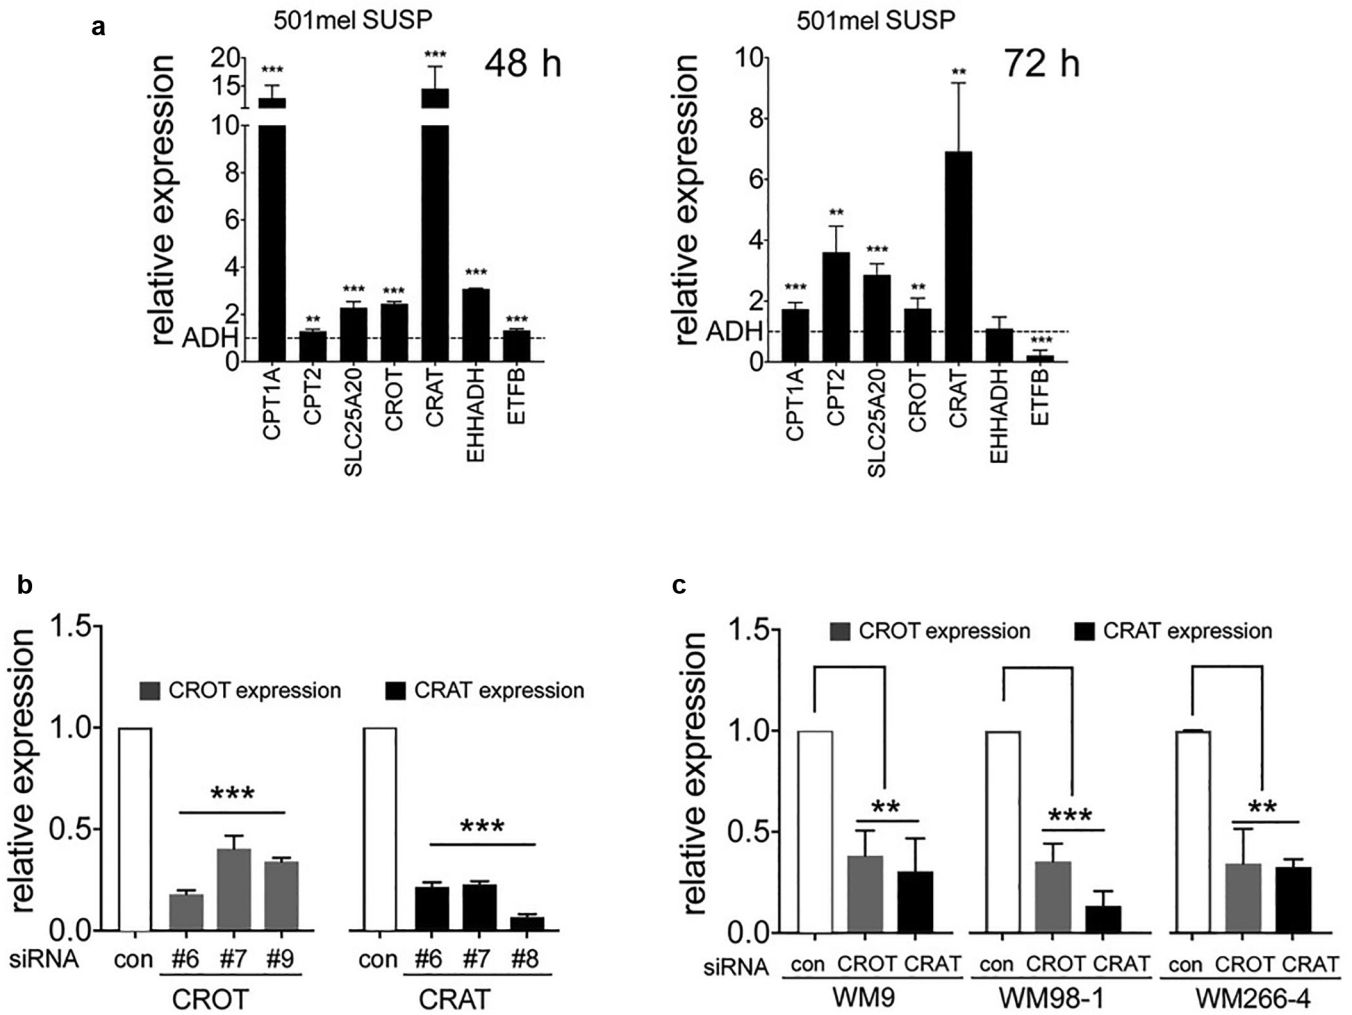 a
501mel SUSP
48 h
relative expression
20
15
10
8
6
4
2
ADH
0
***
**
***
***
***
***
***
CPT1A
CPT2
SLC25A20
CROT
CRAT
EHHADH
ETFB
501mel SUSP
72 h
relative expression
10
8
6
4
2
ADH
0
***
**
***
**
**
***
CPT1A
CPT2
SLC25A20
CROT
CRAT
EHHADH
ETFB
b
relative expression
1.5
1.0
0.5
0.0
CROT expression
CRAT expression
***
***
siRNA
con #6 #7 #9
con #6 #7 #8
CROT
CRAT
c
relative expression
1.5
1.0
0.5
0.0
CROT expression
CRAT expression
**
***
**
siRNA
con CROT CRAT
con CROT CRAT
con CROT CRAT
WM9
WM98-1
WM266-4